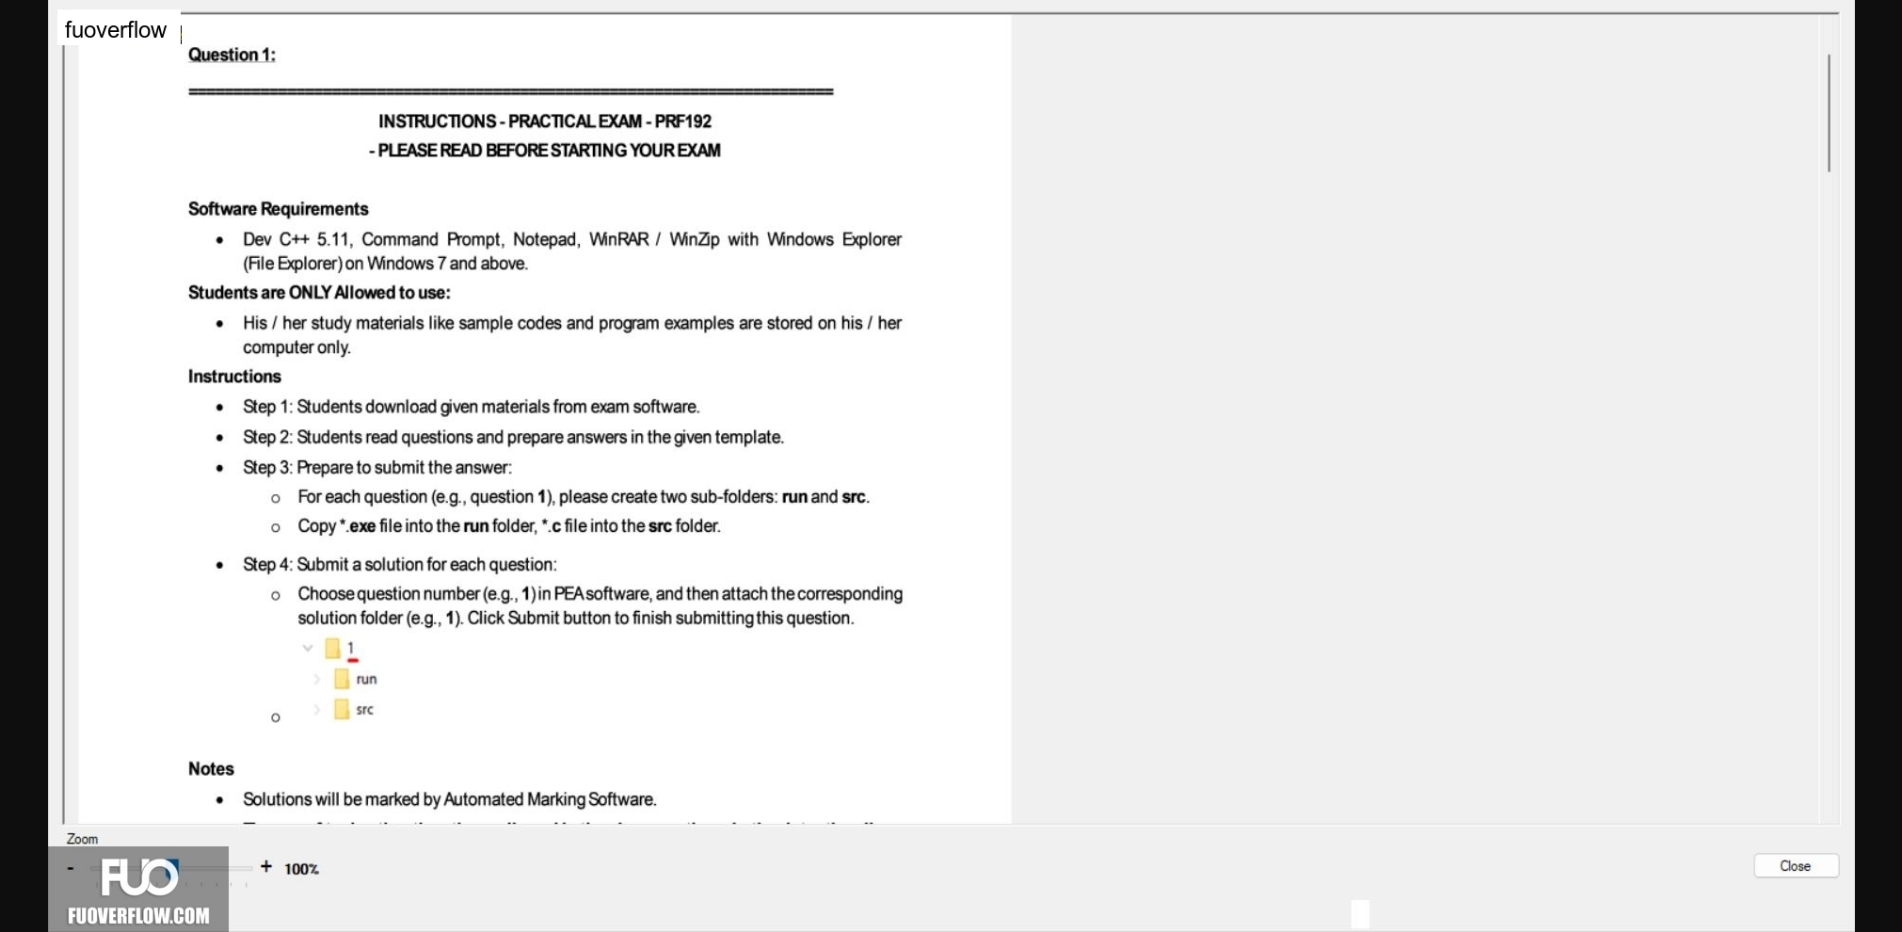 fuoverflow
Question 1:
INSTRUCTIONS - PRACTICAL EXAM - PRF192
- PLEASE READ BEFORE STARTING YOUR EXAM
Software Requirements
• Dev C++ 5.11, Command Prompt, Notepad, WinRAR / WinZip with Windows Explorer
(File Explorer) on Windows 7 and above.
Students are ONLY Allowed to use:
• His / her study materials like sample codes and program examples are stored on his / her
computer only.
Instructions
• Step 1: Students download given materials from exam software.
• Step 2: Students read questions and prepare answers in the given template.
• Step 3: Prepare to submit the answer:
o For each question (e.g., question 1), please create two sub-folders: run and src.
o Copy *.exe file into the run folder, *.c file into the src folder.
• Step 4: Submit a solution for each question:
o Choose question number (e.g., 1) in PEA software, and then attach the corresponding
solution folder (e.g., 1). Click Submit button to finish submitting this question.
1
run
src
o
Notes
• Solutions will be marked by Automated Marking Software.
Zoom
- + 100%
Close
FUO
FUOVERFLOW.COM